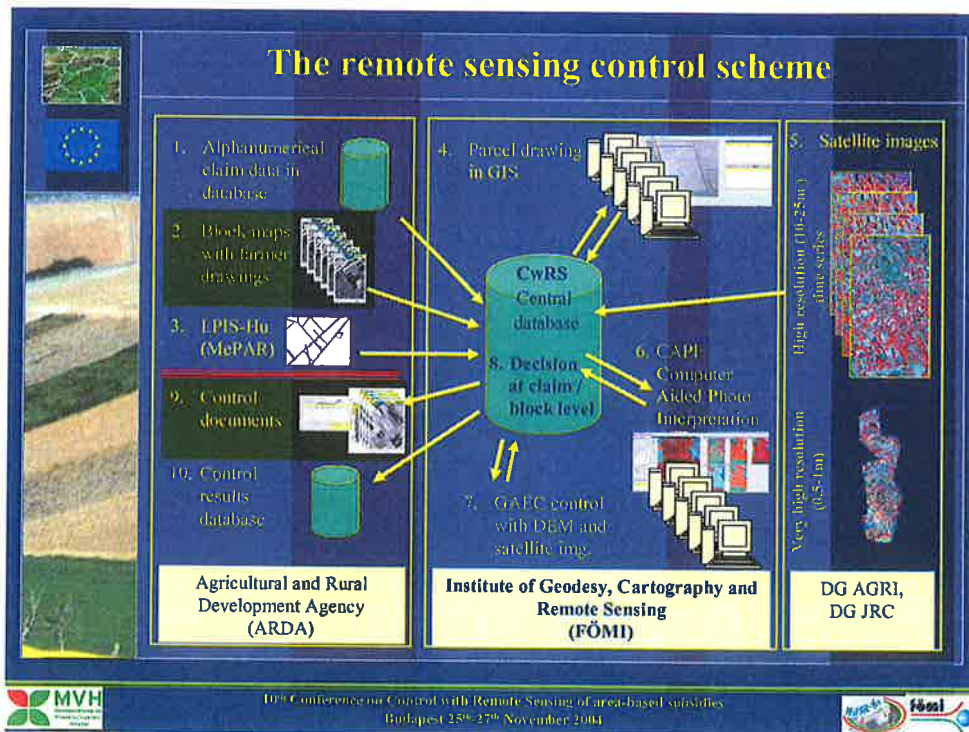 The remote sensing control scheme
1. Alphanumerical
claim data in
database
2. Block maps
with farmer
drawings
3. LPIS-Hu
(MePAR)
9. Control
documents
10. Control
results
database
Agricultural and Rural
Development Agency
(ARDA)
4. Parcel drawing
in GIS
CwRS
Central
database
8. Decision
at claim /
block level
6. CAPI:
Computer
Aided Photo
Interpretation
7. GAEC control
with DEM and
satellite img.
Institute of Geodesy, Cartography and
Remote Sensing
(FÖMI)
5. Satellite images
High resolution (10-25m)
time series
Very high resolution
(0.5-1m)
DG AGRI,
DG JRC
MVH
10th Conference on Control with Remote Sensing of area-based subsidies
Budapest 25th-27th November 2004
fömi